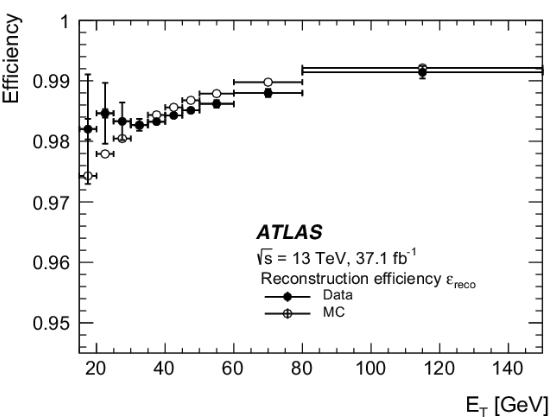 Efficiency
1
0.99
0.98
0.97
0.96
0.95
ATLAS
√s = 13 TeV, 37.1 fb⁻¹
Reconstruction efficiency ε_reco
Data
MC
20 40 60 80 100 120 140
E_T [GeV]